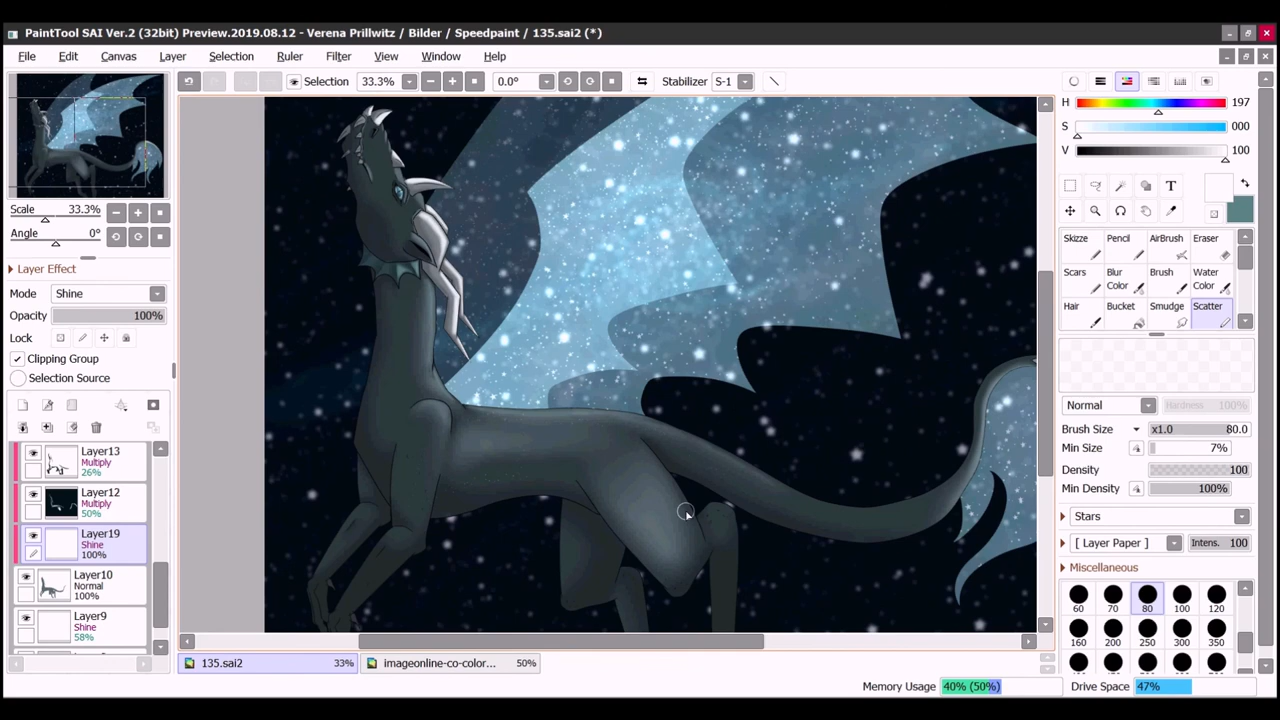 PaintTool SAI Ver.2 (32bit) Preview.2019.08.12 - Verena Prillwitz / Bilder / Speedpaint / 135.sai2 (*)
File Edit Canvas Layer Selection Ruler Filter View Window Help
Selection 33.3% 0.0° Stabilizer S-1
Scale 33.3%
Angle 0°
Layer Effect
Mode Shine
Opacity 100%
Lock
Clipping Group
Selection Source
Layer13
Multiply
26%
Layer12
Multiply
50%
Layer19
Shine
100%
Layer10
Normal
100%
Layer9
Shine
58%
H 197
S 000
V 100
T
Skizze Pencil AirBrush Eraser
Scars Blur Color Brush Water Color
Hair Bucket Smudge Scatter
Normal Hardness 100%
Brush Size x1.0 80.0
Min Size 7%
Density 100
Min Density 100%
Stars
[ Layer Paper ] Intens. 100
Miscellaneous
60 70 80 100 120
160 200 250 300 350
135.sai2 33% imageonline-co-color... 50%
Memory Usage 40% (50%) Drive Space 47%